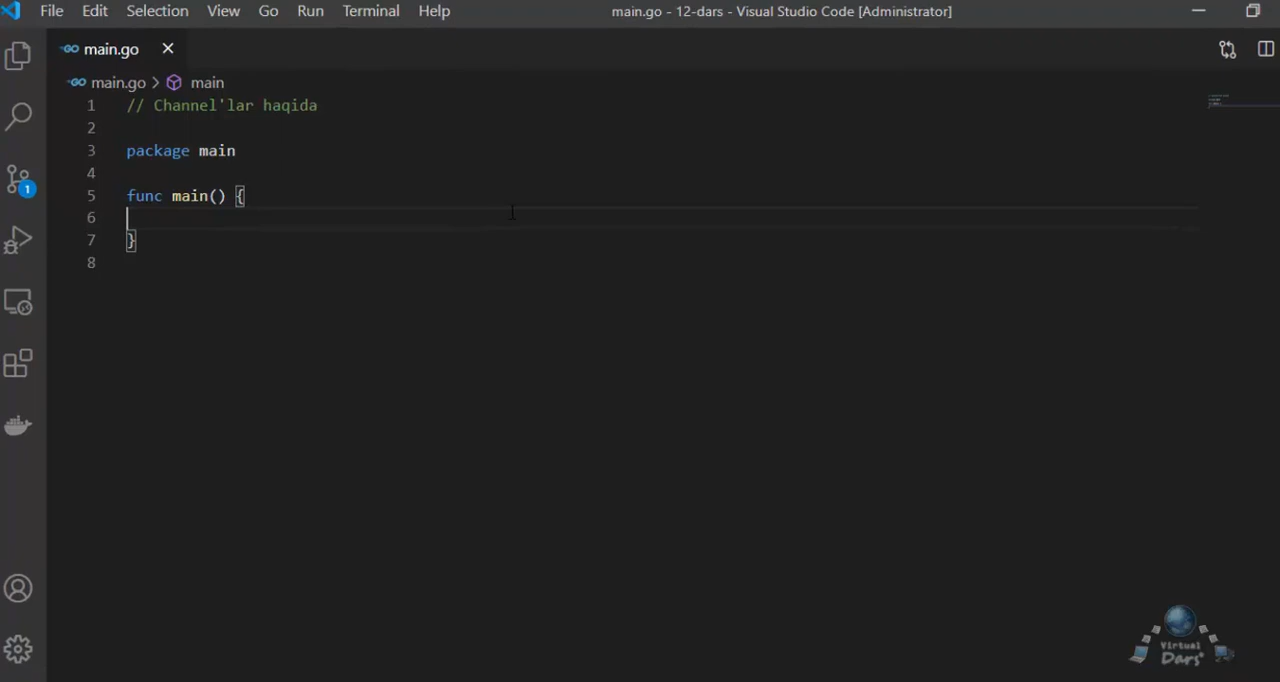 File Edit Selection View Go Run Terminal Help main.go - 12-dars - Visual Studio Code [Administrator]
main.go
main.go > main
1 // Channel'lar haqida
2
3 package main
4
5 func main() {
6
7 }
8
1
Virtual
Dars